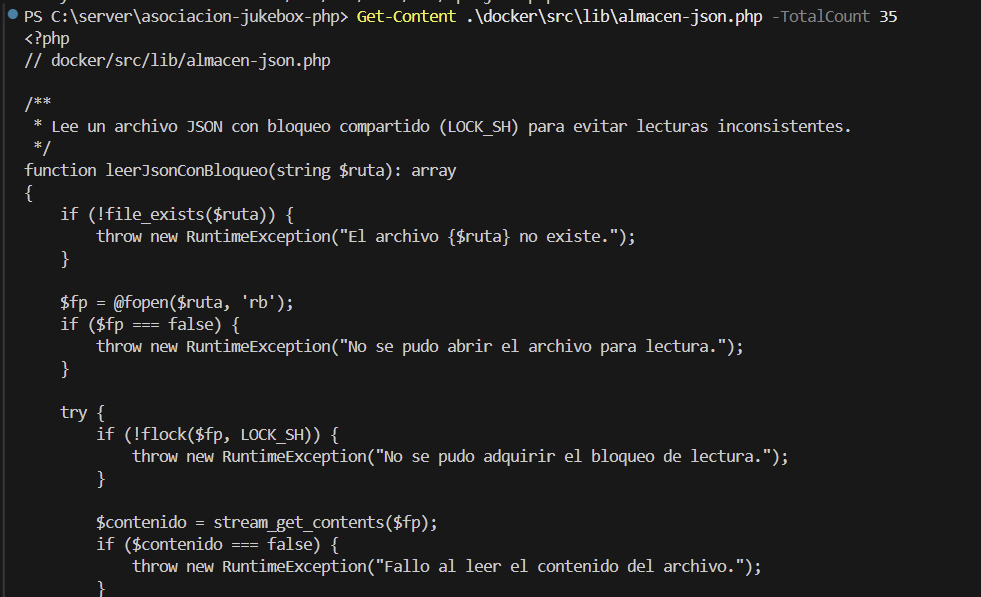 PS C:\server\asociacion-jukebox-php> Get-Content .\docker\src\lib\almacen-json.php -TotalCount 35
<?php
// docker/src/lib/almacen-json.php

/**
 * Lee un archivo JSON con bloqueo compartido (LOCK_SH) para evitar lecturas inconsistentes.
 */
function leerJsonConBloqueo(string $ruta): array
{
    if (!file_exists($ruta)) {
        throw new RuntimeException("El archivo {$ruta} no existe.");
    }

    $fp = @fopen($ruta, 'rb');
    if ($fp === false) {
        throw new RuntimeException("No se pudo abrir el archivo para lectura.");
    }

    try {
        if (!flock($fp, LOCK_SH)) {
            throw new RuntimeException("No se pudo adquirir el bloqueo de lectura.");
        }

        $contenido = stream_get_contents($fp);
        if ($contenido === false) {
            throw new RuntimeException("Fallo al leer el contenido del archivo.");
        }